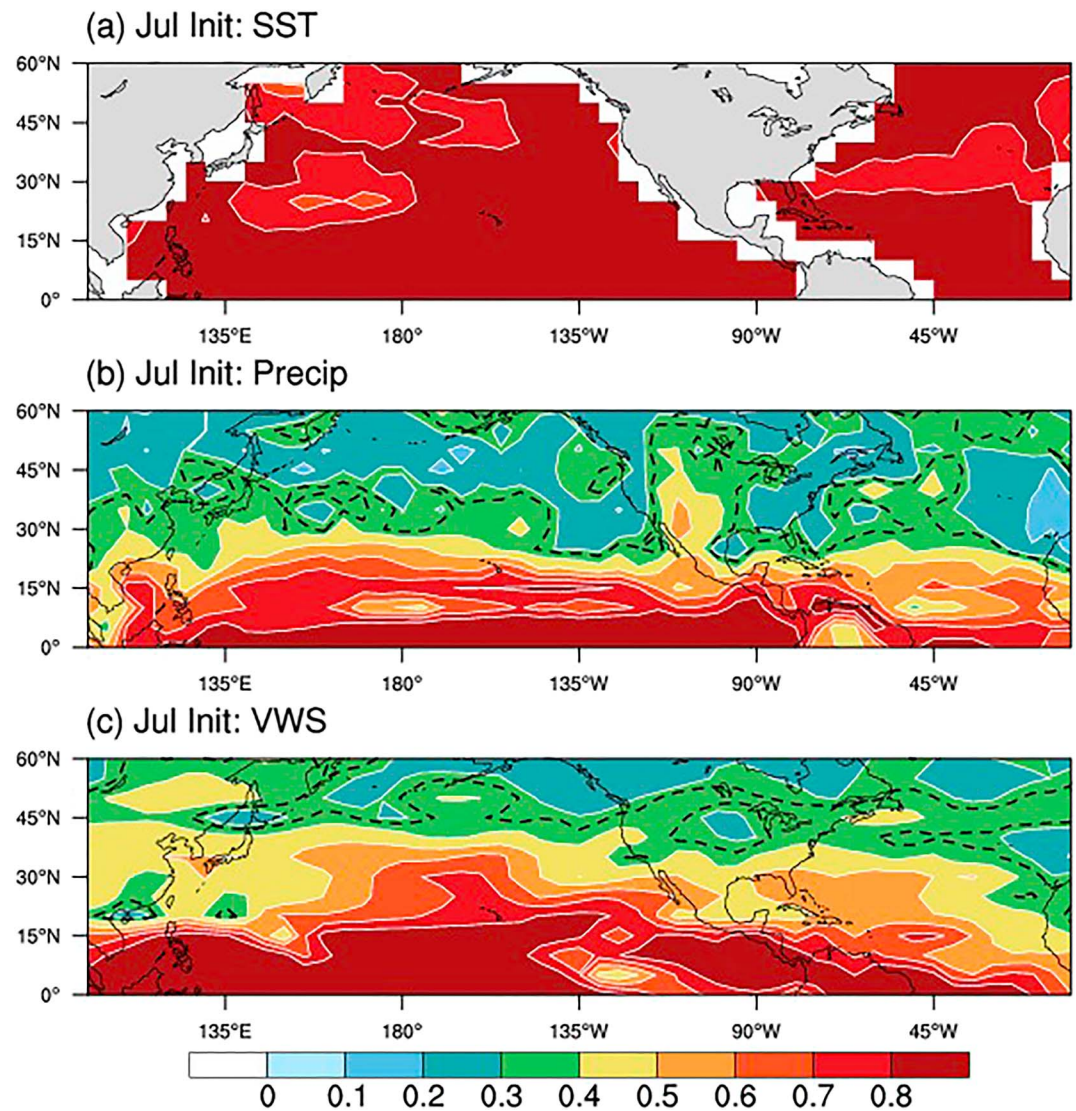 (a) Jul Init: SST
60°N
45°N
30°N
15°N
0°
135°E 180° 135°W 90°W 45°W
(b) Jul Init: Precip
60°N
45°N
30°N
15°N
0°
135°E 180° 135°W 90°W 45°W
(c) Jul Init: VWS
60°N
45°N
30°N
15°N
0°
135°E 180° 135°W 90°W 45°W
0 0.1 0.2 0.3 0.4 0.5 0.6 0.7 0.8